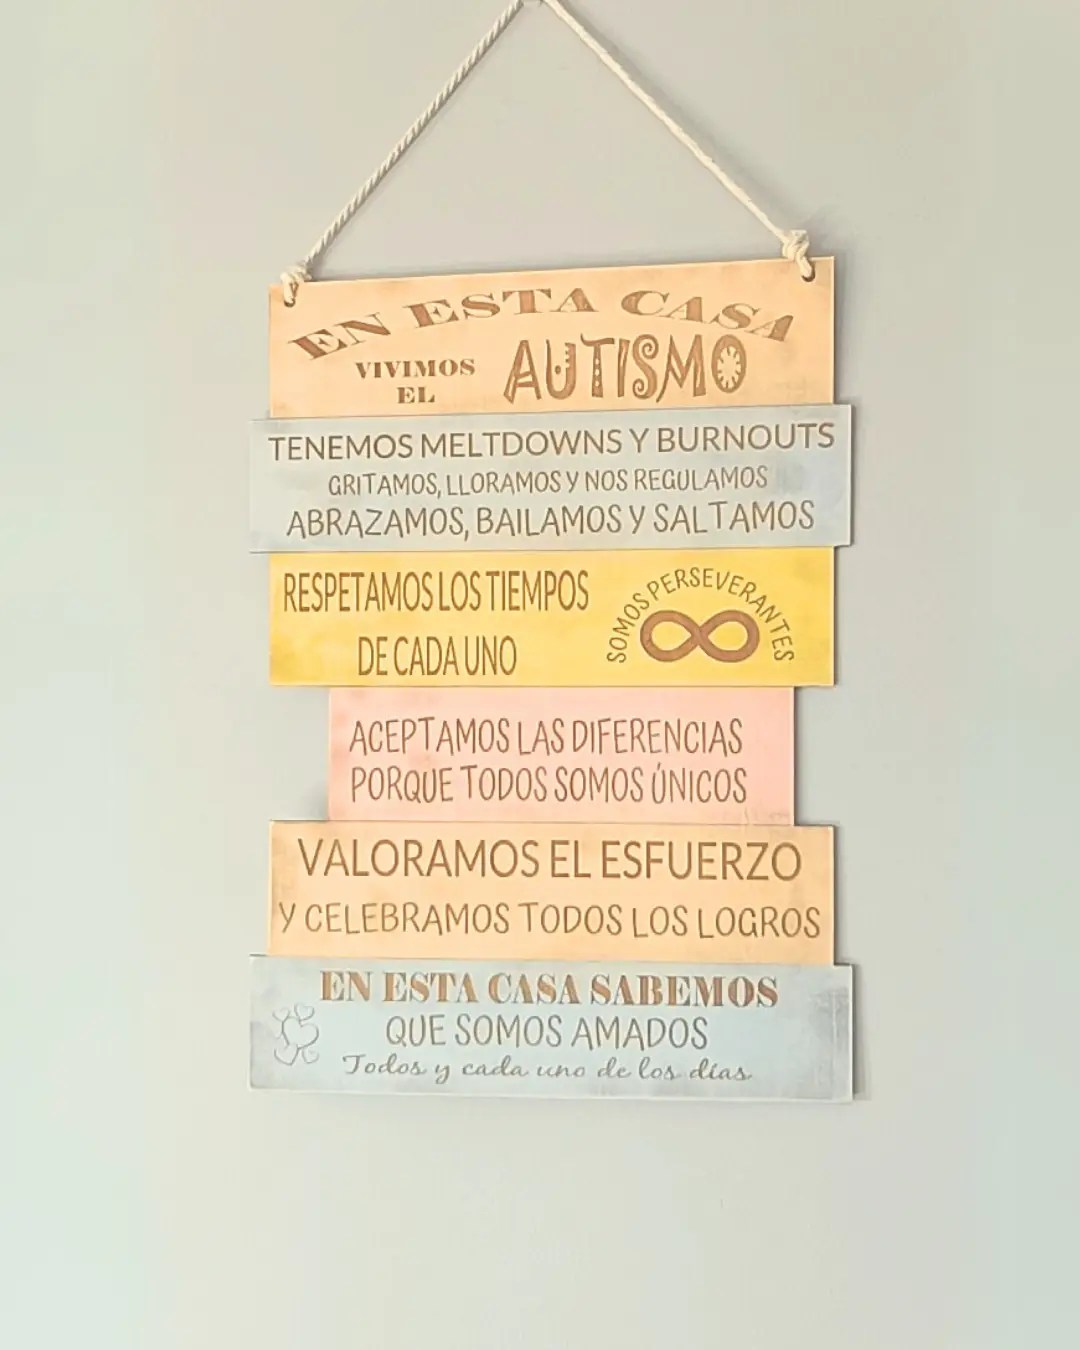 EN ESTA CASA
VIVIMOS
EL AUTISMO
TENEMOS MELTDOWNS Y BURNOUTS
GRITAMOS, LLORAMOS Y NOS REGULAMOS
ABRAZAMOS, BAILAMOS Y SALTAMOS
RESPETAMOS LOS TIEMPOS
DE CADA UNO
SOMOS PERSEVERANTES
ACEPTAMOS LAS DIFERENCIAS
PORQUE TODOS SOMOS ÚNICOS
VALORAMOS EL ESFUERZO
Y CELEBRAMOS TODOS LOS LOGROS
EN ESTA CASA SABEMOS
QUE SOMOS AMADOS
Todos y cada uno de los días